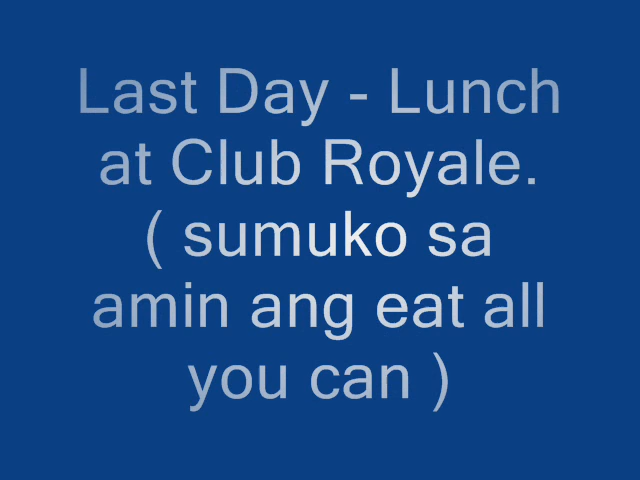 Last Day - Lunch
at Club Royale.
( sumuko sa
amin ang eat all
you can )